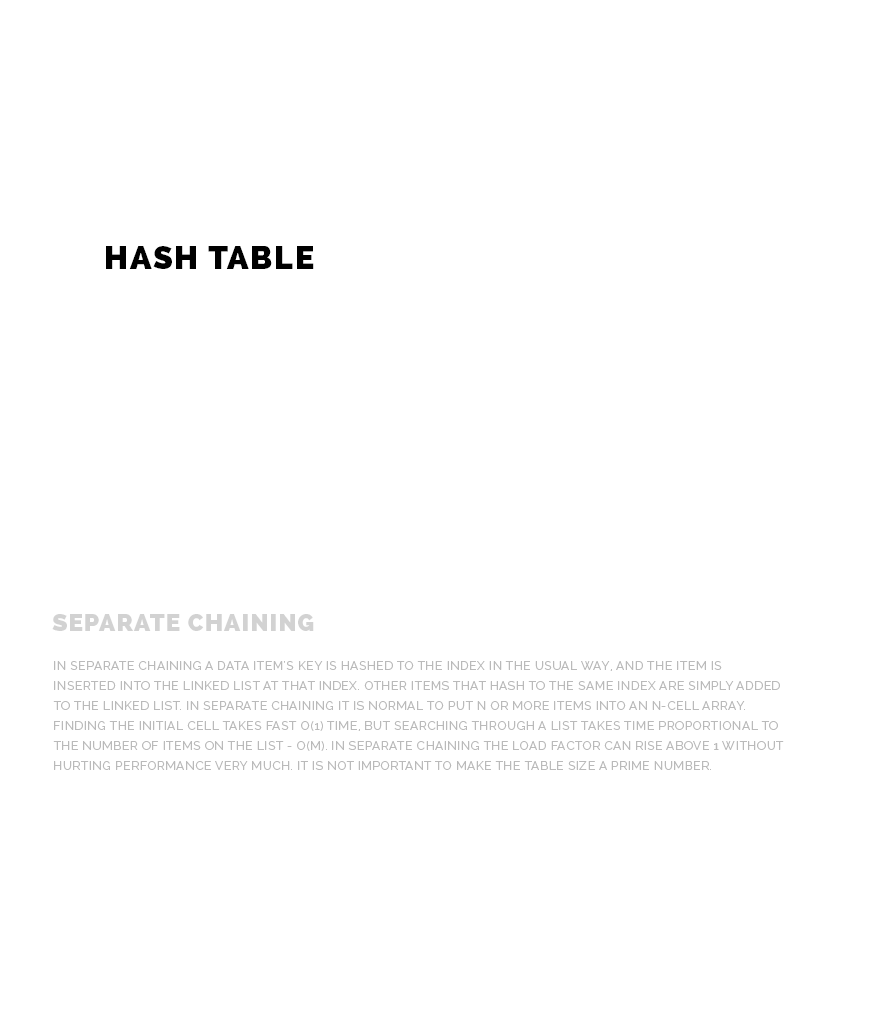 HASH TABLE
SEPARATE CHAINING
IN SEPARATE CHAINING A DATA ITEM'S KEY IS HASHED TO THE INDEX IN THE USUAL WAY, AND THE ITEM IS
INSERTED INTO THE LINKED LIST AT THAT INDEX. OTHER ITEMS THAT HASH TO THE SAME INDEX ARE SIMPLY ADDED
TO THE LINKED LIST. IN SEPARATE CHAINING IT IS NORMAL TO PUT N OR MORE ITEMS INTO AN N-CELL ARRAY.
FINDING THE INITIAL CELL TAKES FAST O(1) TIME, BUT SEARCHING THROUGH A LIST TAKES TIME PROPORTIONAL TO
THE NUMBER OF ITEMS ON THE LIST - O(M). IN SEPARATE CHAINING THE LOAD FACTOR CAN RISE ABOVE 1 WITHOUT
HURTING PERFORMANCE VERY MUCH. IT IS NOT IMPORTANT TO MAKE THE TABLE SIZE A PRIME NUMBER.